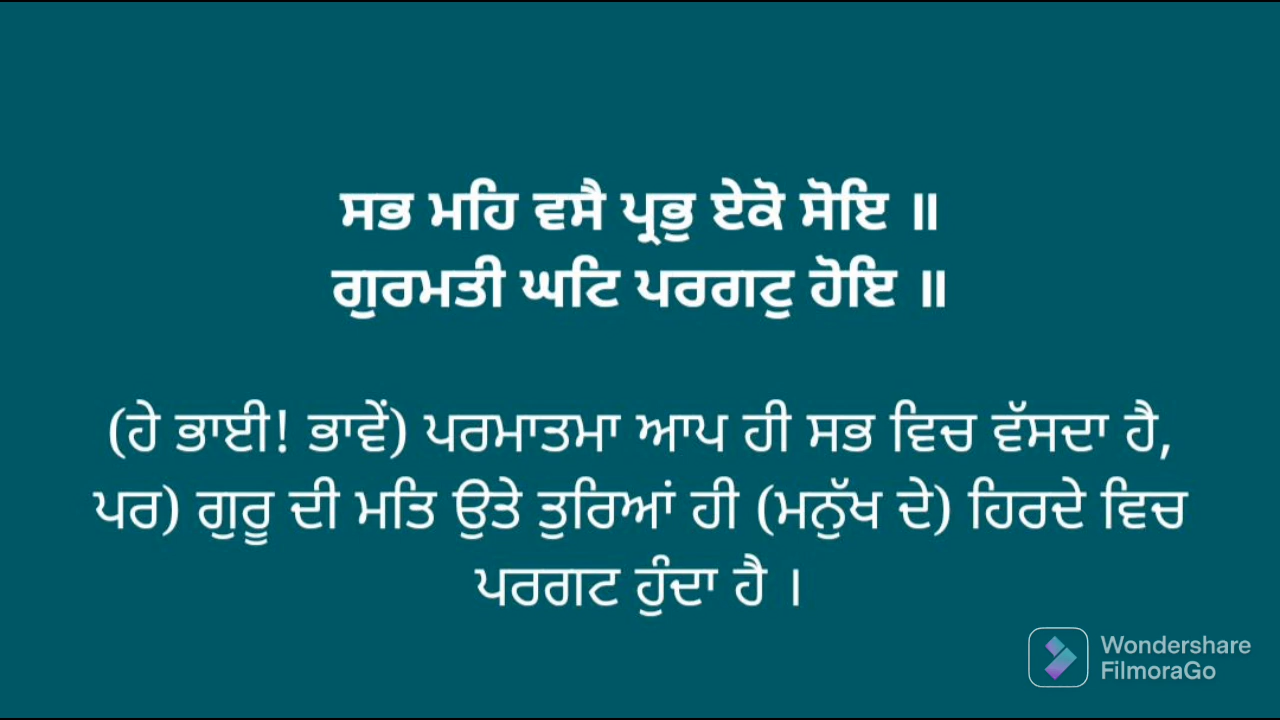 ਸਭ ਮਹਿ ਵਸੈ ਪ੍ਰਭੁ ਏਕੋ ਸੋਇ ॥
ਗੁਰਮਤੀ ਘਟਿ ਪਰਗਟੁ ਹੋਇ ॥
(ਹੇ ਭਾਈ! ਭਾਵੇਂ) ਪਰਮਾਤਮਾ ਆਪ ਹੀ ਸਭ ਵਿਚ ਵੱਸਦਾ ਹੈ,
ਪਰ) ਗੁਰੂ ਦੀ ਮਤਿ ਉਤੇ ਤੁਰਿਆਂ ਹੀ (ਮਨੁੱਖ ਦੇ) ਹਿਰਦੇ ਵਿਚ
ਪਰਗਟ ਹੁੰਦਾ ਹੈ ।
Wondershare
FilmoraGo